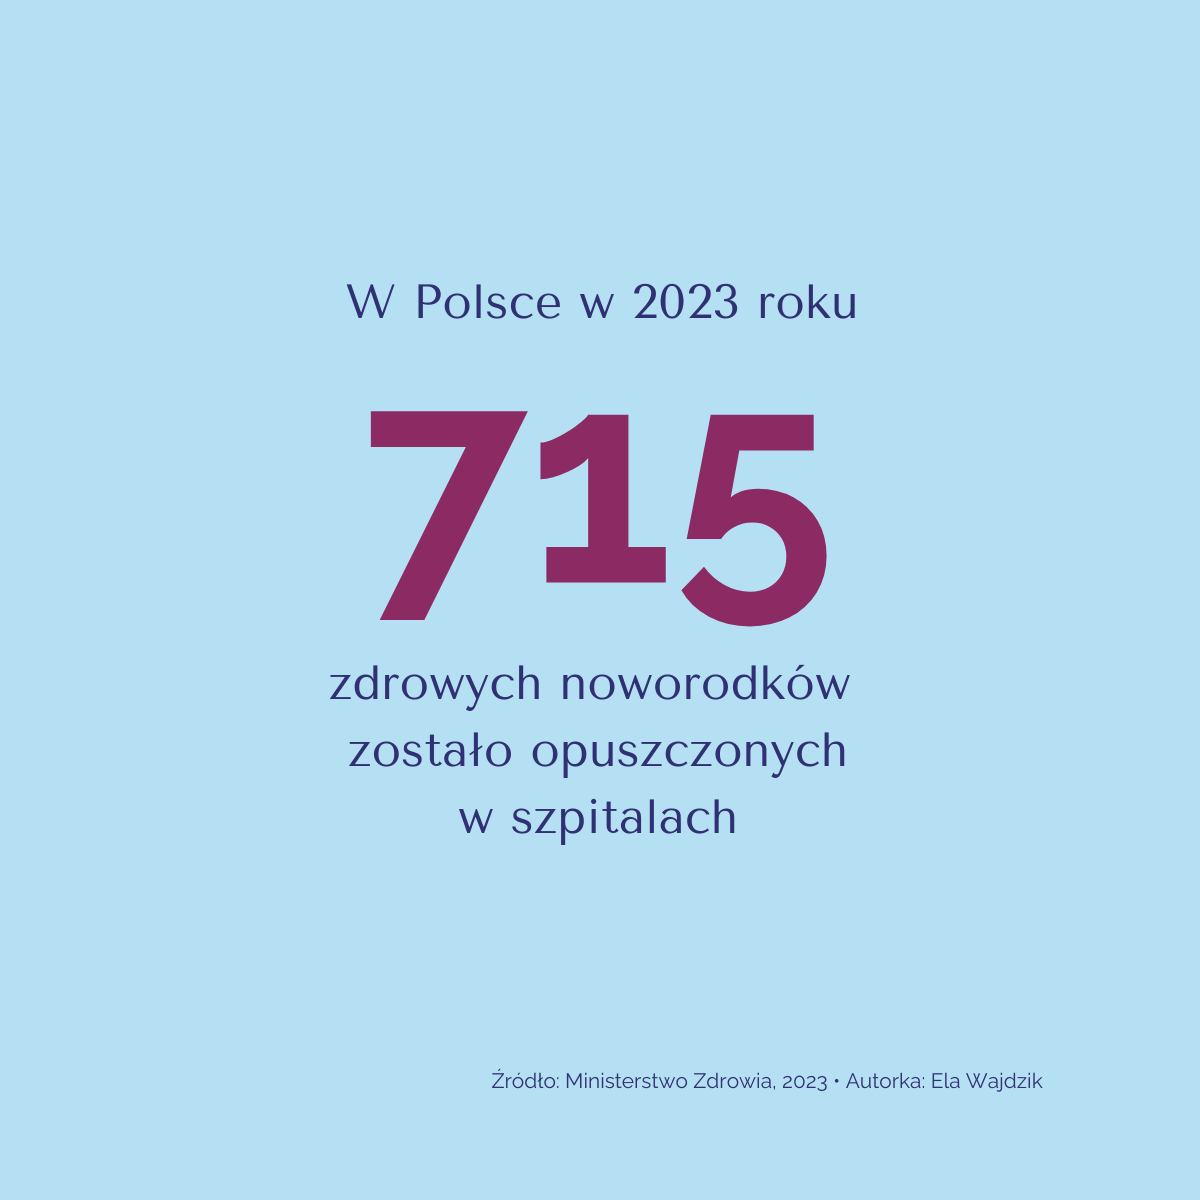 W Polsce w 2023 roku
715
zdrowych noworodków
zostało opuszczonych
w szpitalach
Źródło: Ministerstwo Zdrowia, 2023 • Autorka: Ela Wajdzik